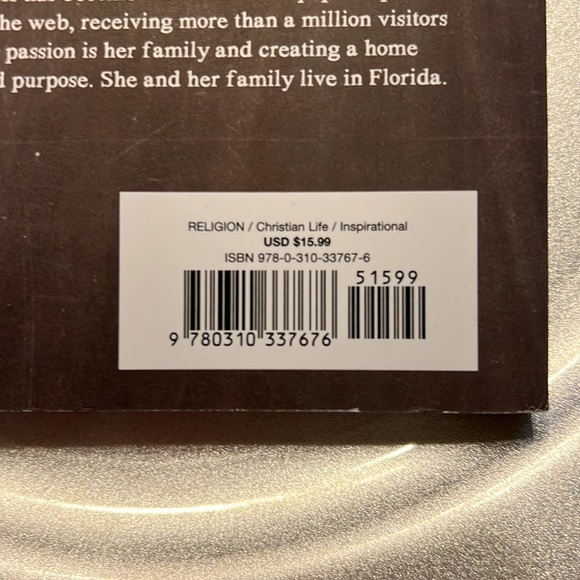 he web, receiving more than a million visitors
passion is her family and creating a home
purpose. She and her family live in Florida.
RELIGION / Christian Life / Inspirational
USD $15.99
ISBN 978-0-310-33767-6
51599
9 780310 337676